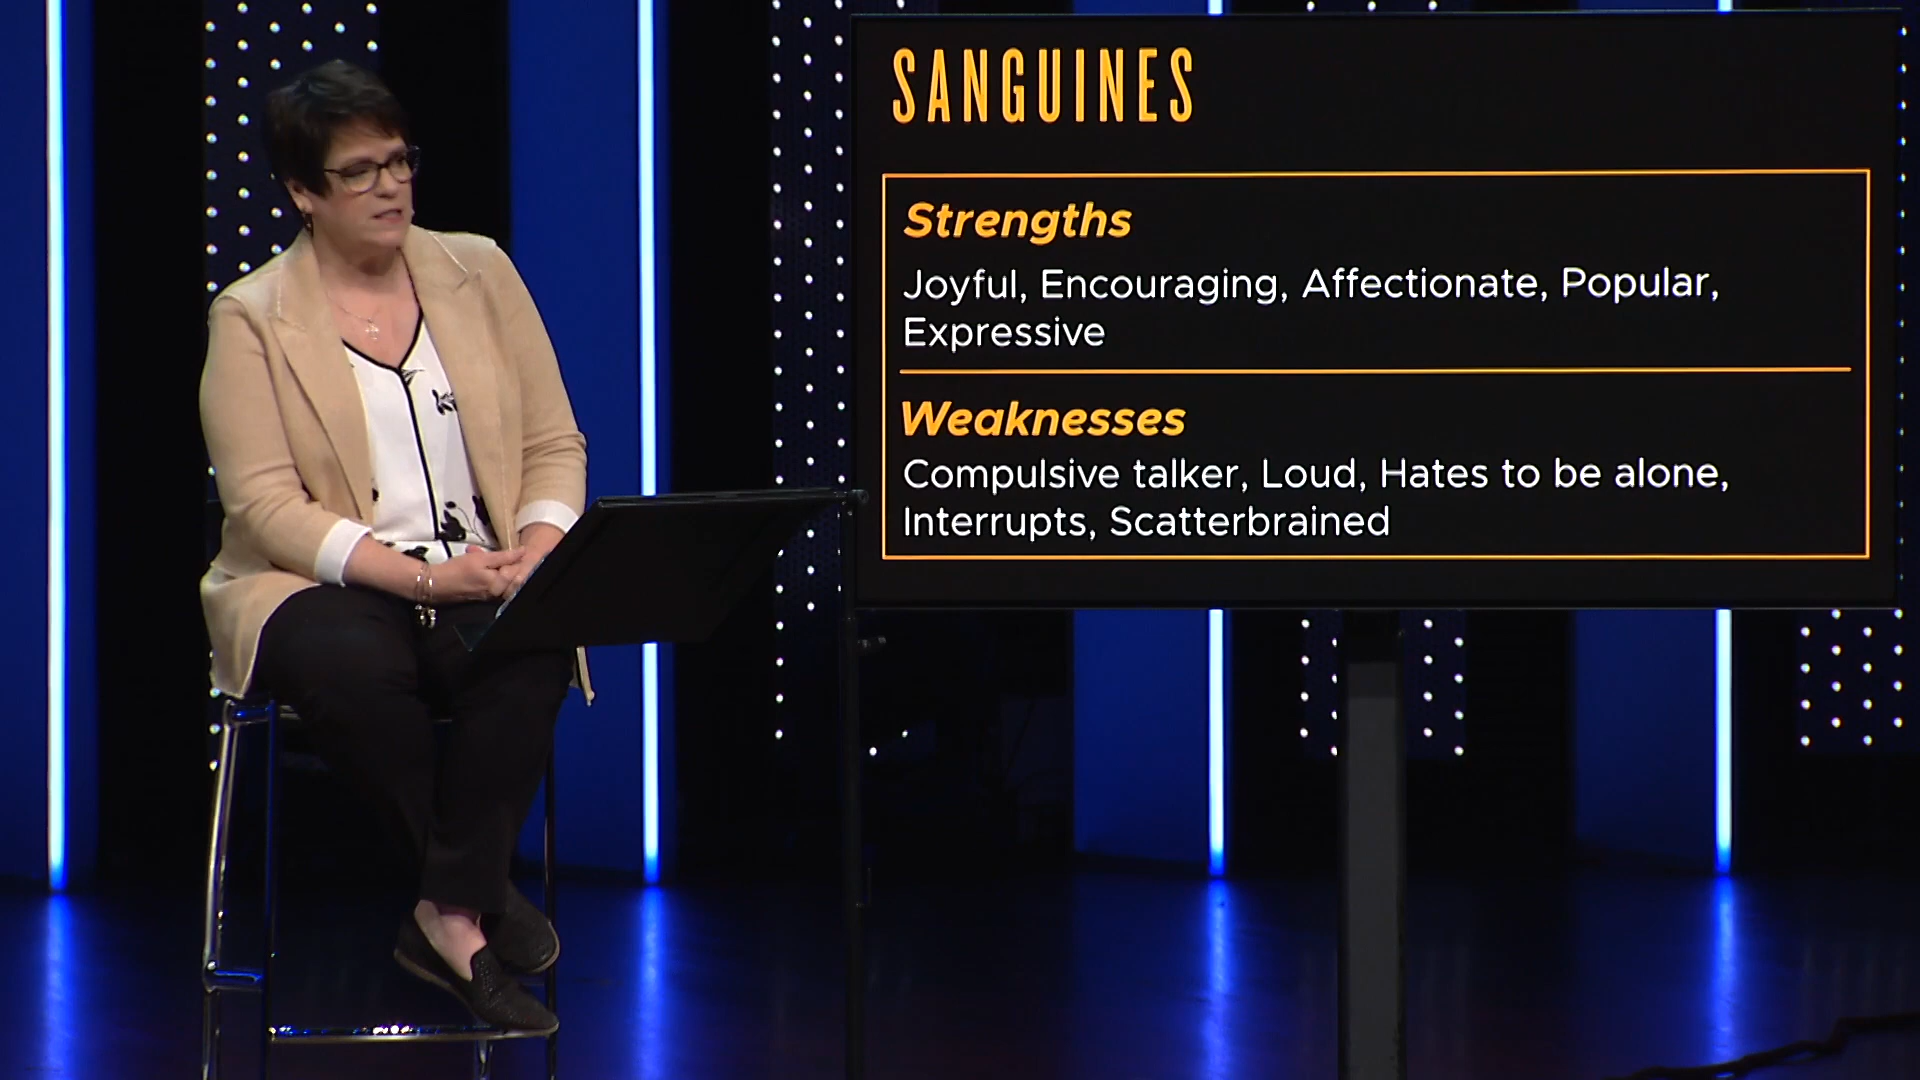 SANGUINES
Strengths
Joyful, Encouraging, Affectionate, Popular,
Expressive
Weaknesses
Compulsive talker, Loud, Hates to be alone,
Interrupts, Scatterbrained